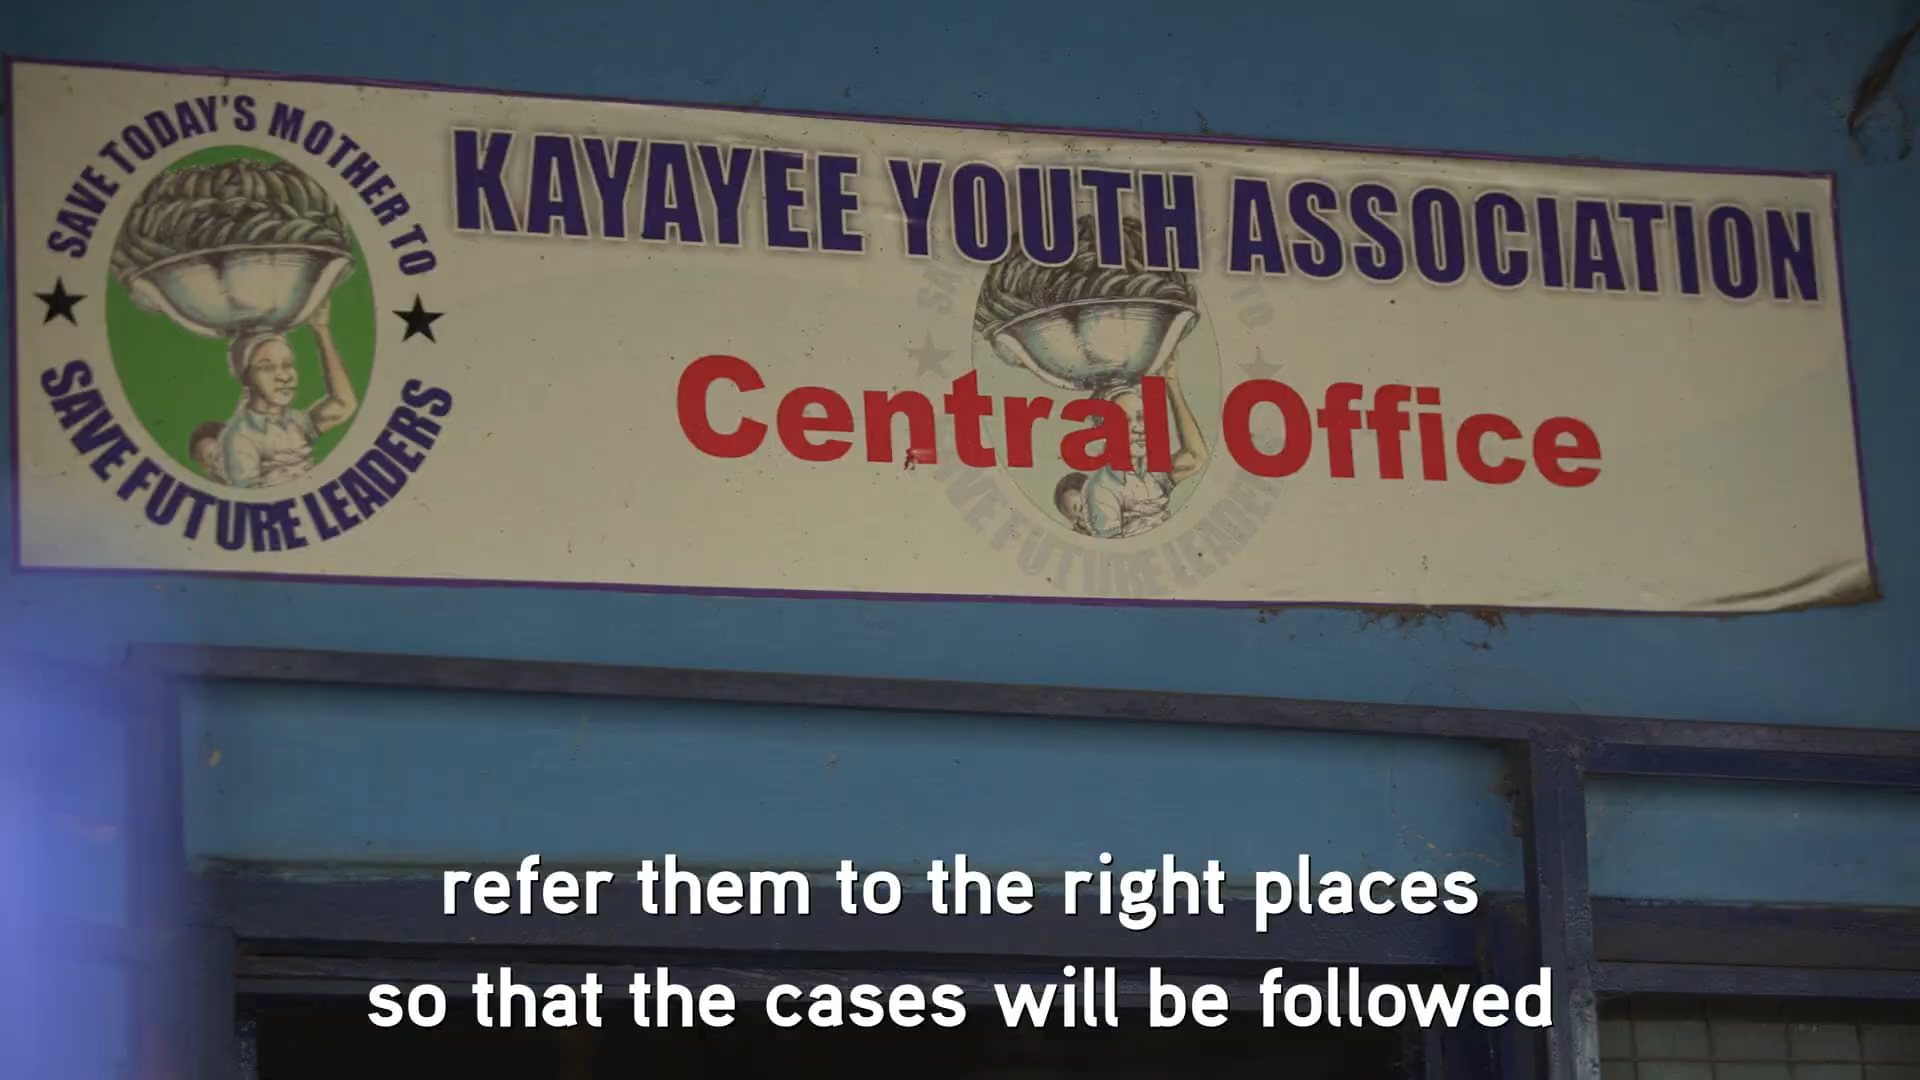 SAVE TODAY'S MOTHER TO
SAVE FUTURE LEADERS
KAYAYEE YOUTH ASSOCIATION
Central Office
refer them to the right places
so that the cases will be followed